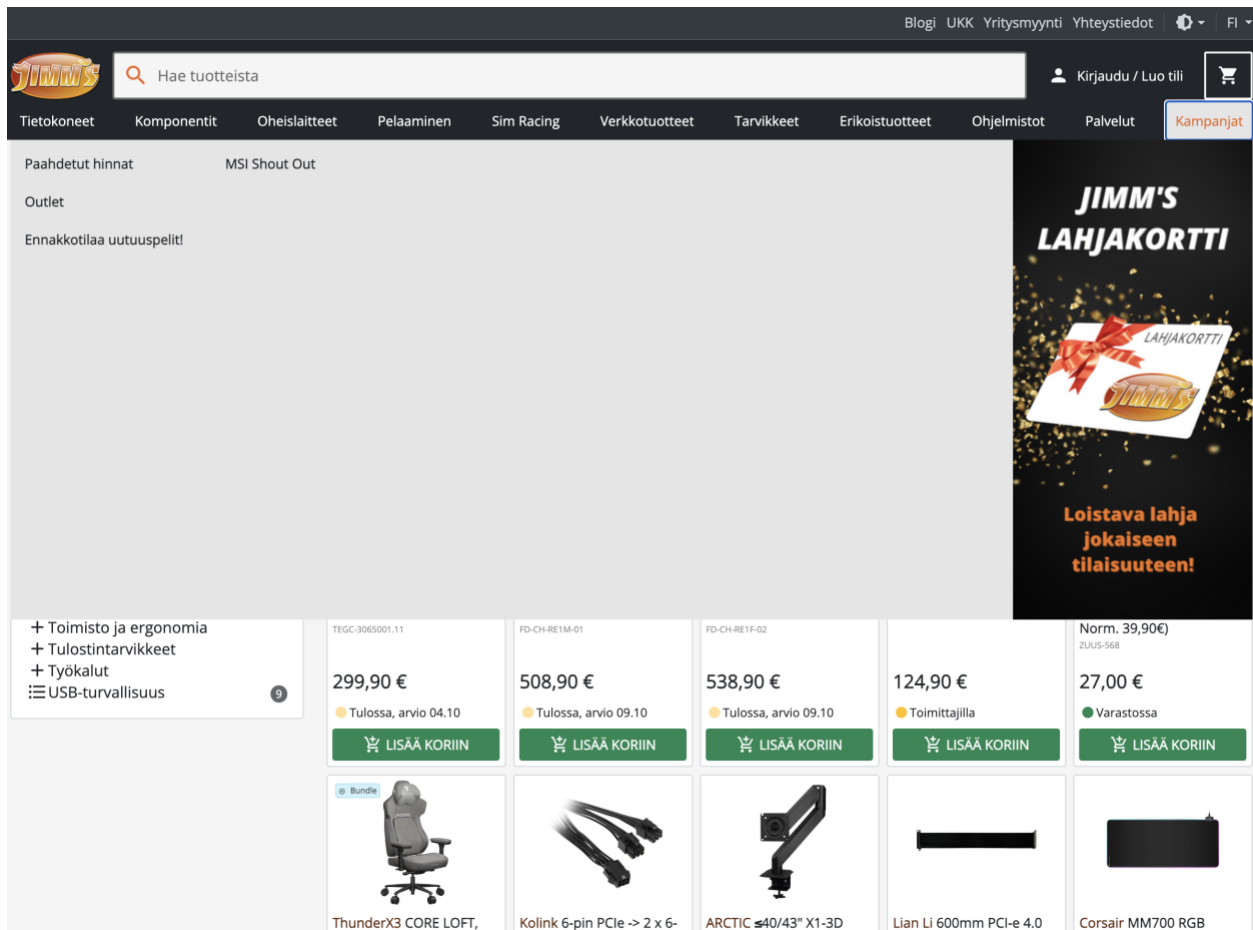 Blogi UKK Yritysmyynti Yhteystiedot FI
JIMM'S Hae tuotteista Kirjaudu / Luo tili
Tietokoneet Komponentit Oheislaitteet Pelaaminen Sim Racing Verkkotuotteet Tarvikkeet Erikoistuotteet Ohjelmistot Palvelut Kampanjat
Paahdetut hinnat MSI Shout Out
Outlet
Ennakkotilaa uutuuspelit!
JIMM'S
LAHJAKORTTI
LAHJAKORTTI
JIMM'S
Loistava lahja
jokaiseen
tilaisuuteen!
+ Toimisto ja ergonomia
+ Tulostintarvikkeet
+ Työkalut
USB-turvallisuus 9
TEGC-3065001.11 FD-CH-RE1M-01 FD-CH-RE1F-02 Norm. 39,90€)
ZUUS-568
299,90 € 508,90 € 538,90 € 124,90 € 27,00 €
Tulossa, arvio 04.10 Tulossa, arvio 09.10 Tulossa, arvio 09.10 Toimittajilla Varastossa
LISÄÄ KORIIN LISÄÄ KORIIN LISÄÄ KORIIN LISÄÄ KORIIN LISÄÄ KORIIN
Bundle
ThunderX3 CORE LOFT, Kolink 6-pin PCIe -> 2 x 6- ARCTIC ≤40/43" X1-3D Lian Li 600mm PCI-e 4.0 Corsair MM700 RGB